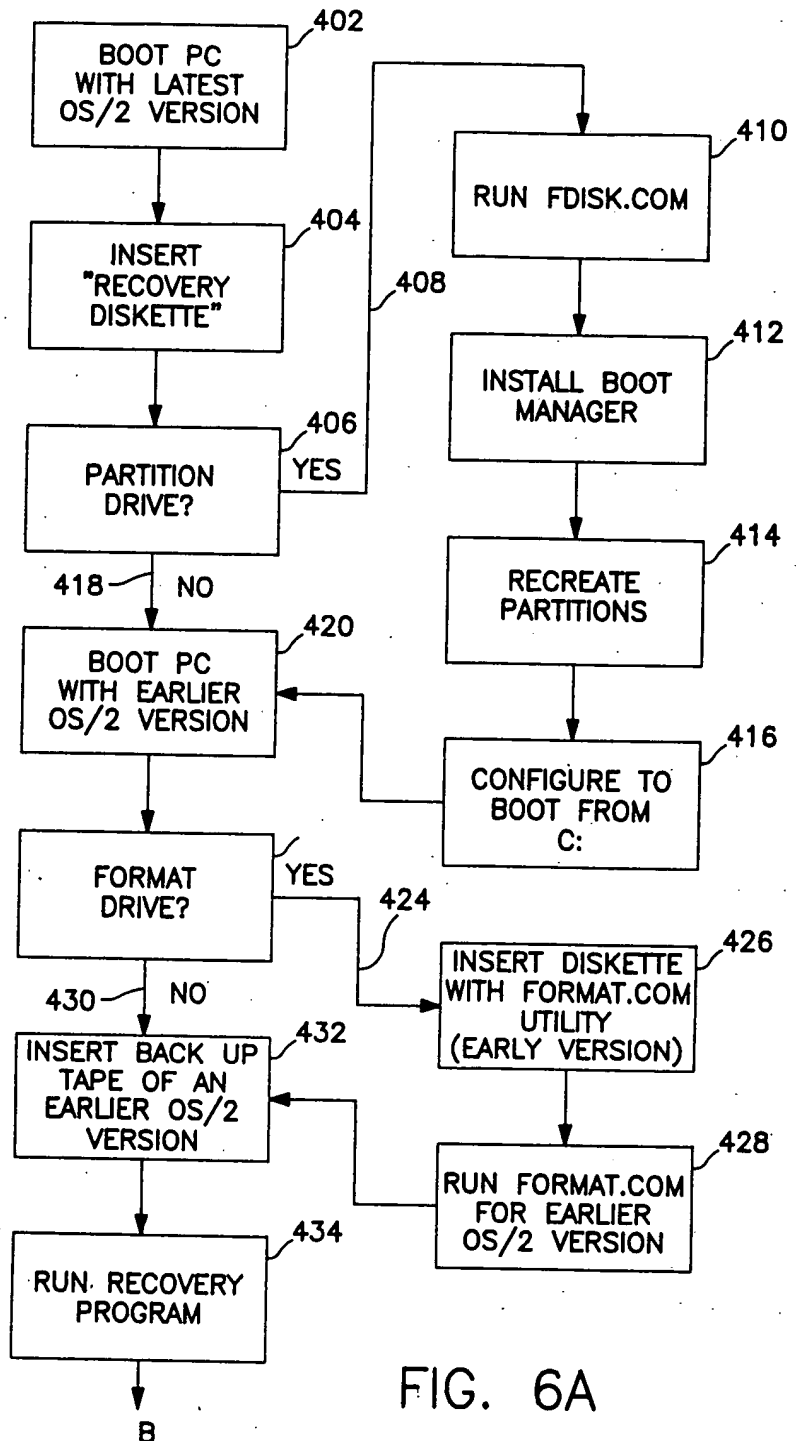 402
BOOT PC
WITH LATEST
OS/2 VERSION
404
INSERT
"RECOVERY
DISKETTE"
406
PARTITION
DRIVE?
YES
408
410
RUN FDISK.COM
412
INSTALL BOOT
MANAGER
414
RECREATE
PARTITIONS
416
CONFIGURE TO
BOOT FROM
C:
418
NO
420
BOOT PC
WITH EARLIER
OS/2 VERSION
FORMAT
DRIVE?
YES
424
426
INSERT DISKETTE
WITH FORMAT.COM
UTILITY
(EARLY VERSION)
428
RUN FORMAT.COM
FOR EARLIER
OS/2 VERSION
430
NO
432
INSERT BACK UP
TAPE OF AN
EARLIER OS/2
VERSION
434
RUN RECOVERY
PROGRAM
B
FIG. 6A